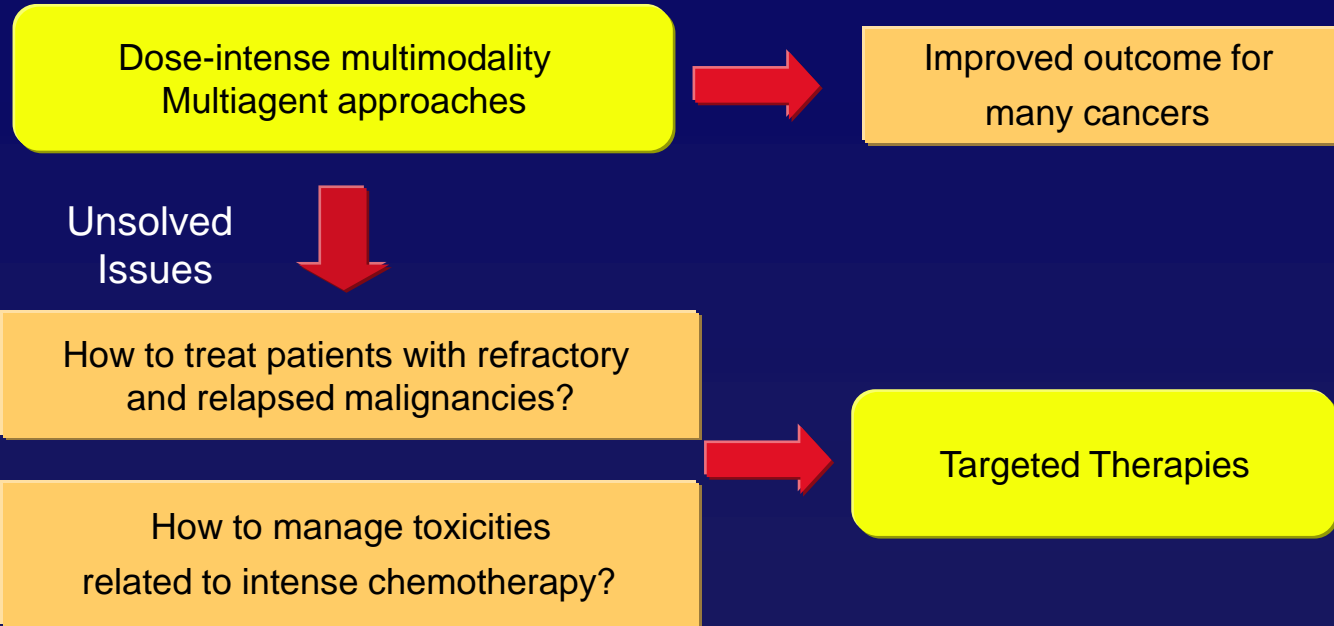 Dose-intense multimodality
Multiagent approaches
Improved outcome for
many cancers
Unsolved
Issues
How to treat patients with refractory
and relapsed malignancies?
Targeted Therapies
How to manage toxicities
related to intense chemotherapy?